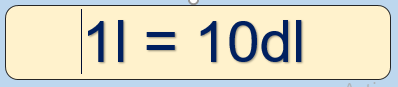 1l = 10dl